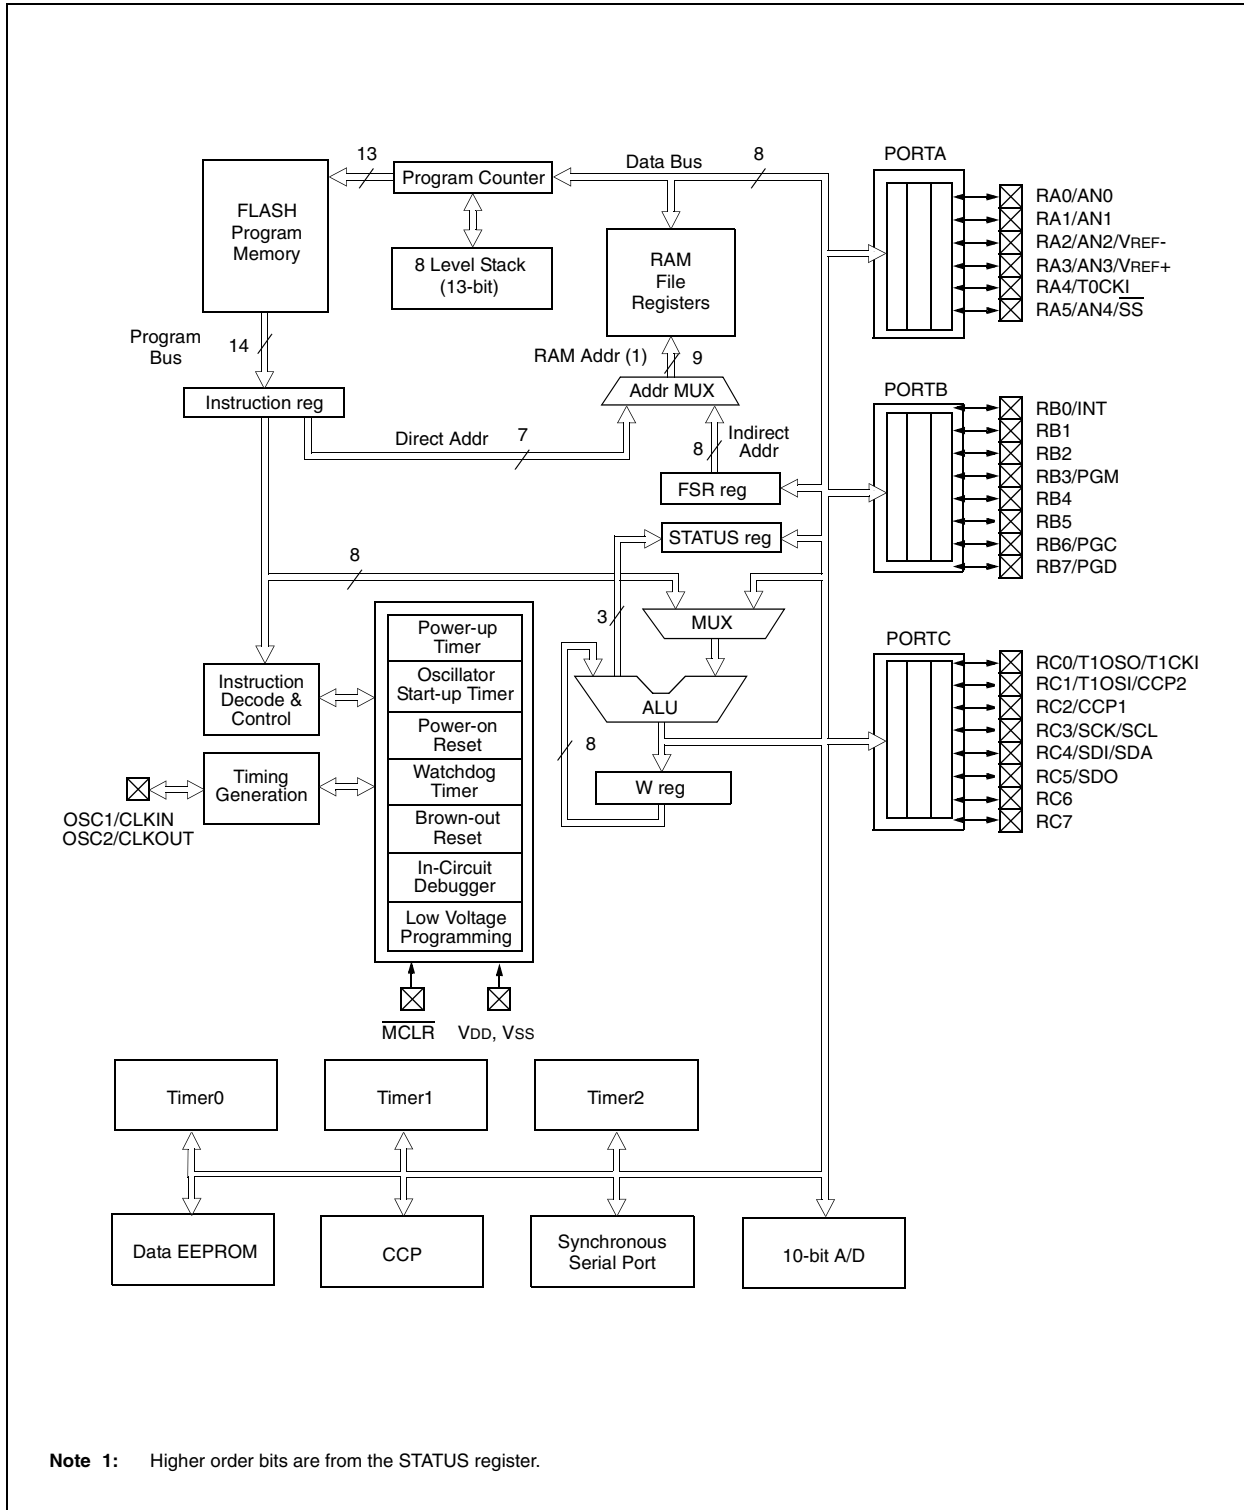 13
Data Bus
8
PORTA
FLASH
Program
Memory
Program Counter
8 Level Stack
(13-bit)
RAM
File
Registers
RA0/AN0
RA1/AN1
RA2/AN2/VREF-
RA3/AN3/VREF+
RA4/T0CKI
RA5/AN4/SS
Program
Bus
14
RAM Addr (1)
9
Addr MUX
Instruction reg
Direct Addr
7
8
Indirect
Addr
FSR reg
STATUS reg
PORTB
RB0/INT
RB1
RB2
RB3/PGM
RB4
RB5
RB6/PGC
RB7/PGD
8
3
MUX
ALU
8
W reg
Power-up
Timer
Oscillator
Start-up Timer
Power-on
Reset
Watchdog
Timer
Brown-out
Reset
In-Circuit
Debugger
Low Voltage
Programming
Instruction
Decode &
Control
Timing
Generation
OSC1/CLKIN
OSC2/CLKOUT
PORTC
RC0/T1OSO/T1CKI
RC1/T1OSI/CCP2
RC2/CCP1
RC3/SCK/SCL
RC4/SDI/SDA
RC5/SDO
RC6
RC7
MCLR
VDD, VSS
Timer0
Timer1
Timer2
Data EEPROM
CCP
Synchronous
Serial Port
10-bit A/D
Note 1: Higher order bits are from the STATUS register.